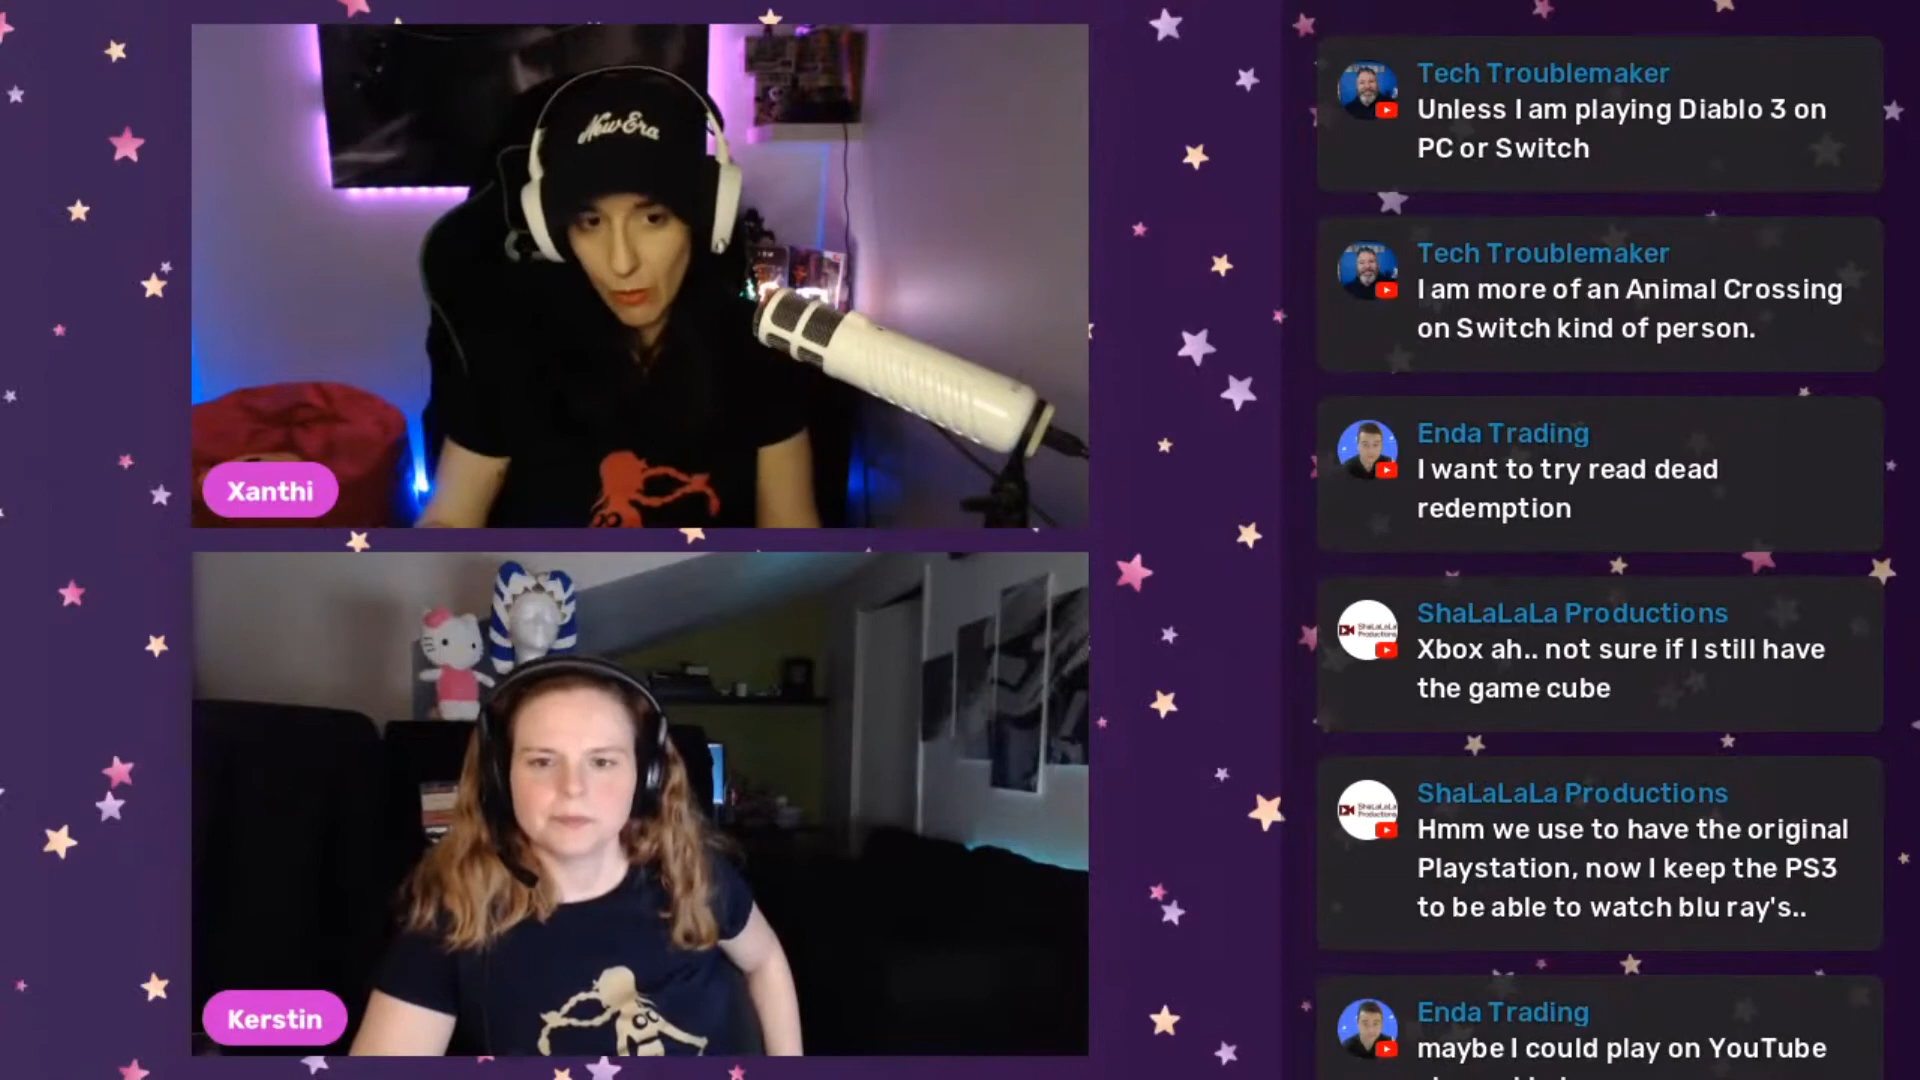 New Era
Xanthi
Kerstin
Tech Troublemaker
Unless I am playing Diablo 3 on
PC or Switch
Tech Troublemaker
I am more of an Animal Crossing
on Switch kind of person.
Enda Trading
I want to try read dead
redemption
ShaLaLaLa Productions
Xbox ah.. not sure if I still have
the game cube
ShaLaLaLa Productions
Hmm we use to have the original
Playstation, now I keep the PS3
to be able to watch blu ray's..
Enda Trading
maybe I could play on YouTube